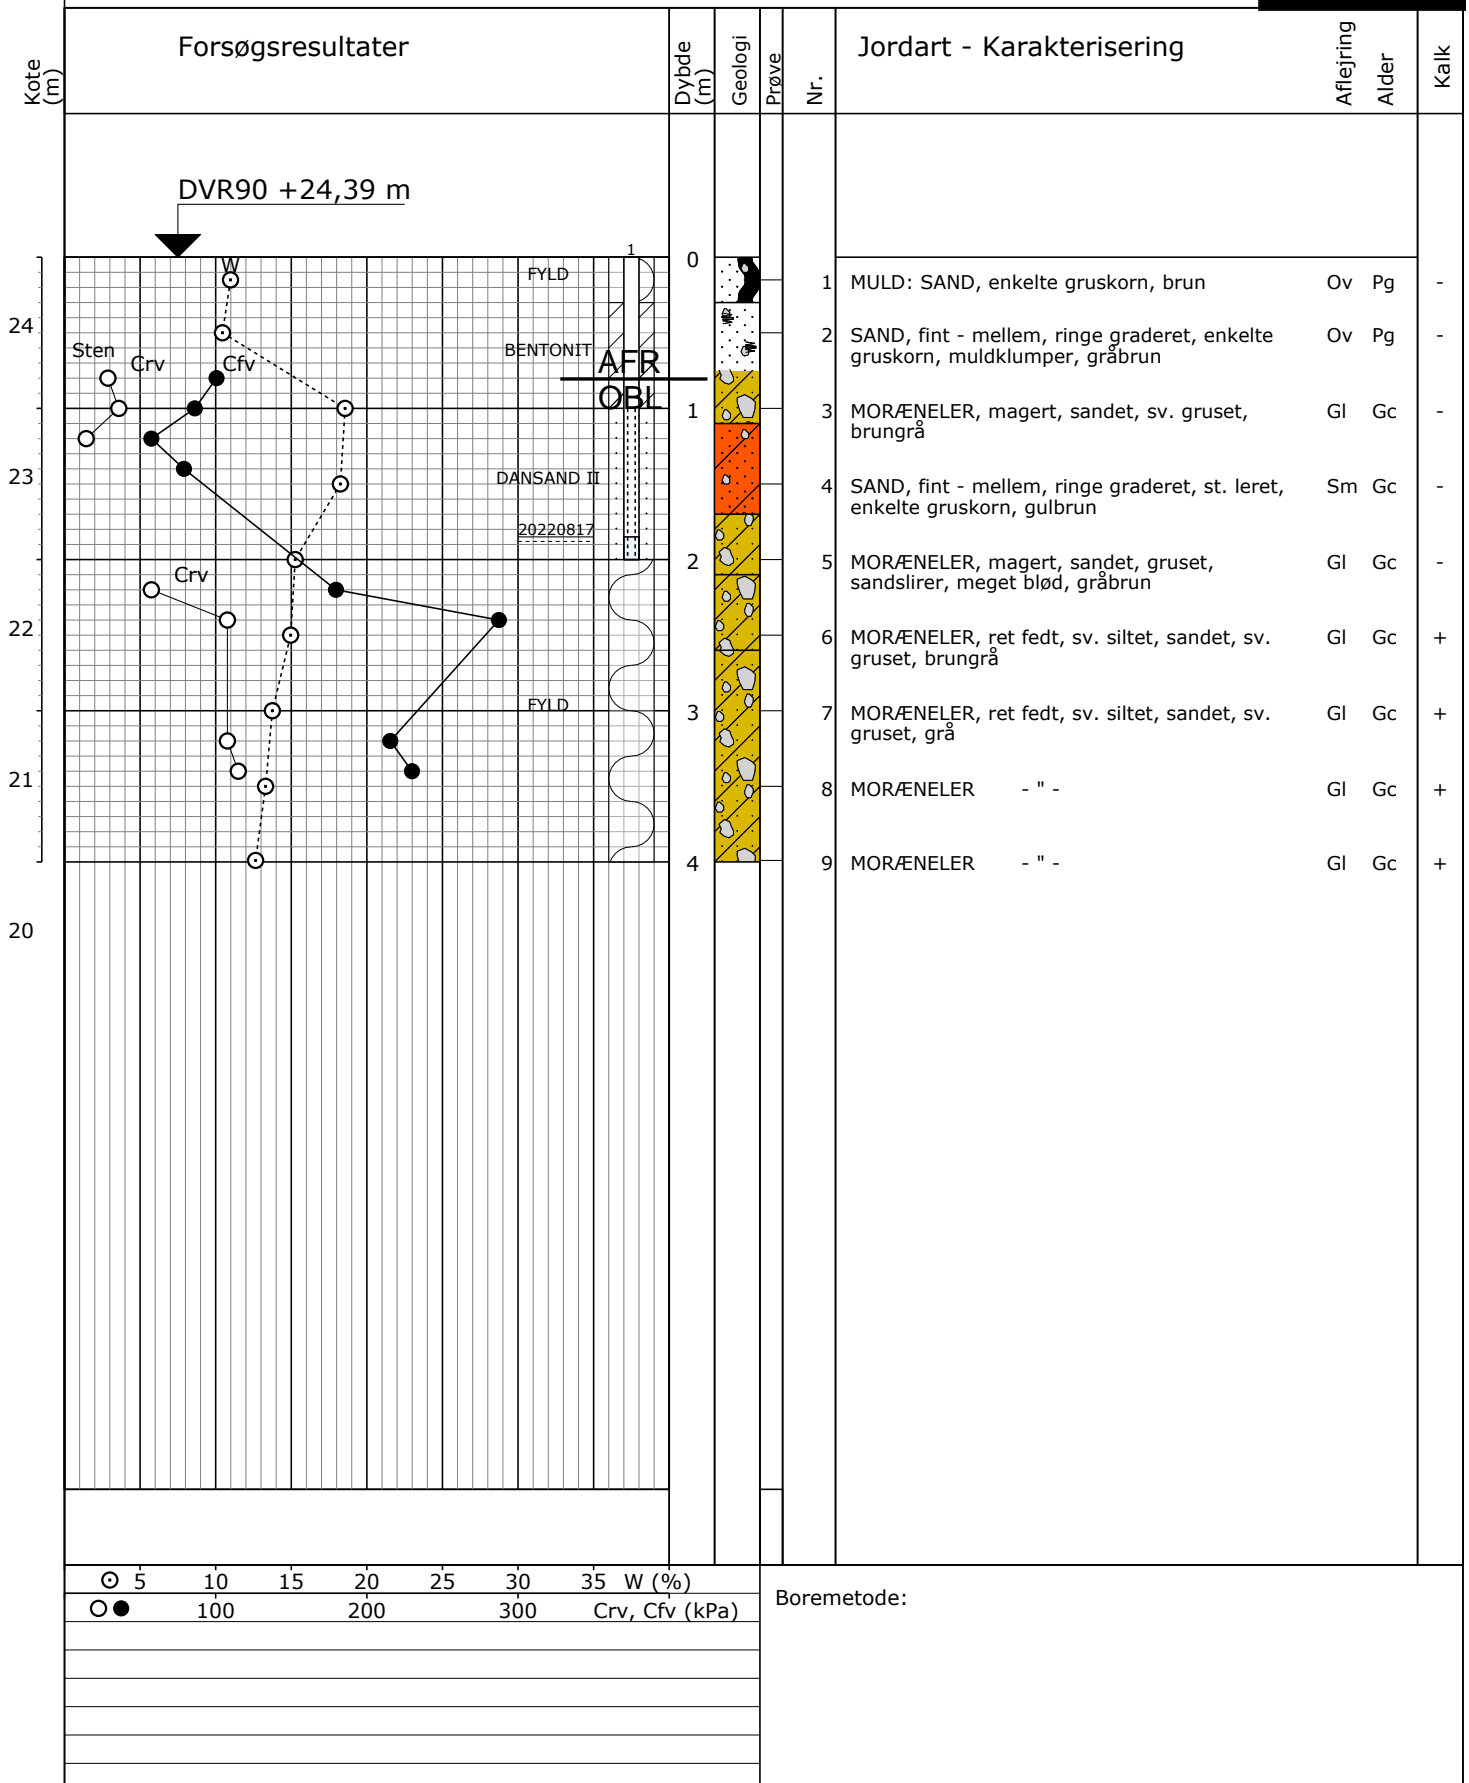 Kote (m)
Forsøgsresultater
Dybde (m)
Geologi
Prøve
Nr.
Jordart - Karakterisering
Aflejring
Alder
Kalk
DVR90 +24,39 m
1
W
FYLD
0
1 MULD: SAND, enkelte gruskorn, brun Ov Pg -
24
2 SAND, fint - mellem, ringe graderet, enkelte Ov Pg -
gruskorn, muldklumper, gråbrun
Sten
Crv
Cfv
BENTONIT
AFR
OBL
1
3 MORÆNELER, magert, sandet, sv. gruset, Gl Gc -
brungrå
23
DANSAND II
4 SAND, fint - mellem, ringe graderet, st. leret, Sm Gc -
enkelte gruskorn, gulbrun
20220817
2
5 MORÆNELER, magert, sandet, gruset, Gl Gc -
sandslirer, meget blød, gråbrun
Crv
22
6 MORÆNELER, ret fedt, sv. siltet, sandet, sv. Gl Gc +
gruset, brungrå
FYLD
3
7 MORÆNELER, ret fedt, sv. siltet, sandet, sv. Gl Gc +
gruset, grå
21
8 MORÆNELER - " - Gl Gc +
4
9 MORÆNELER - " - Gl Gc +
20
5 10 15 20 25 30 35 W (%)
100 200 300 Crv, Cfv (kPa)
Boremetode: